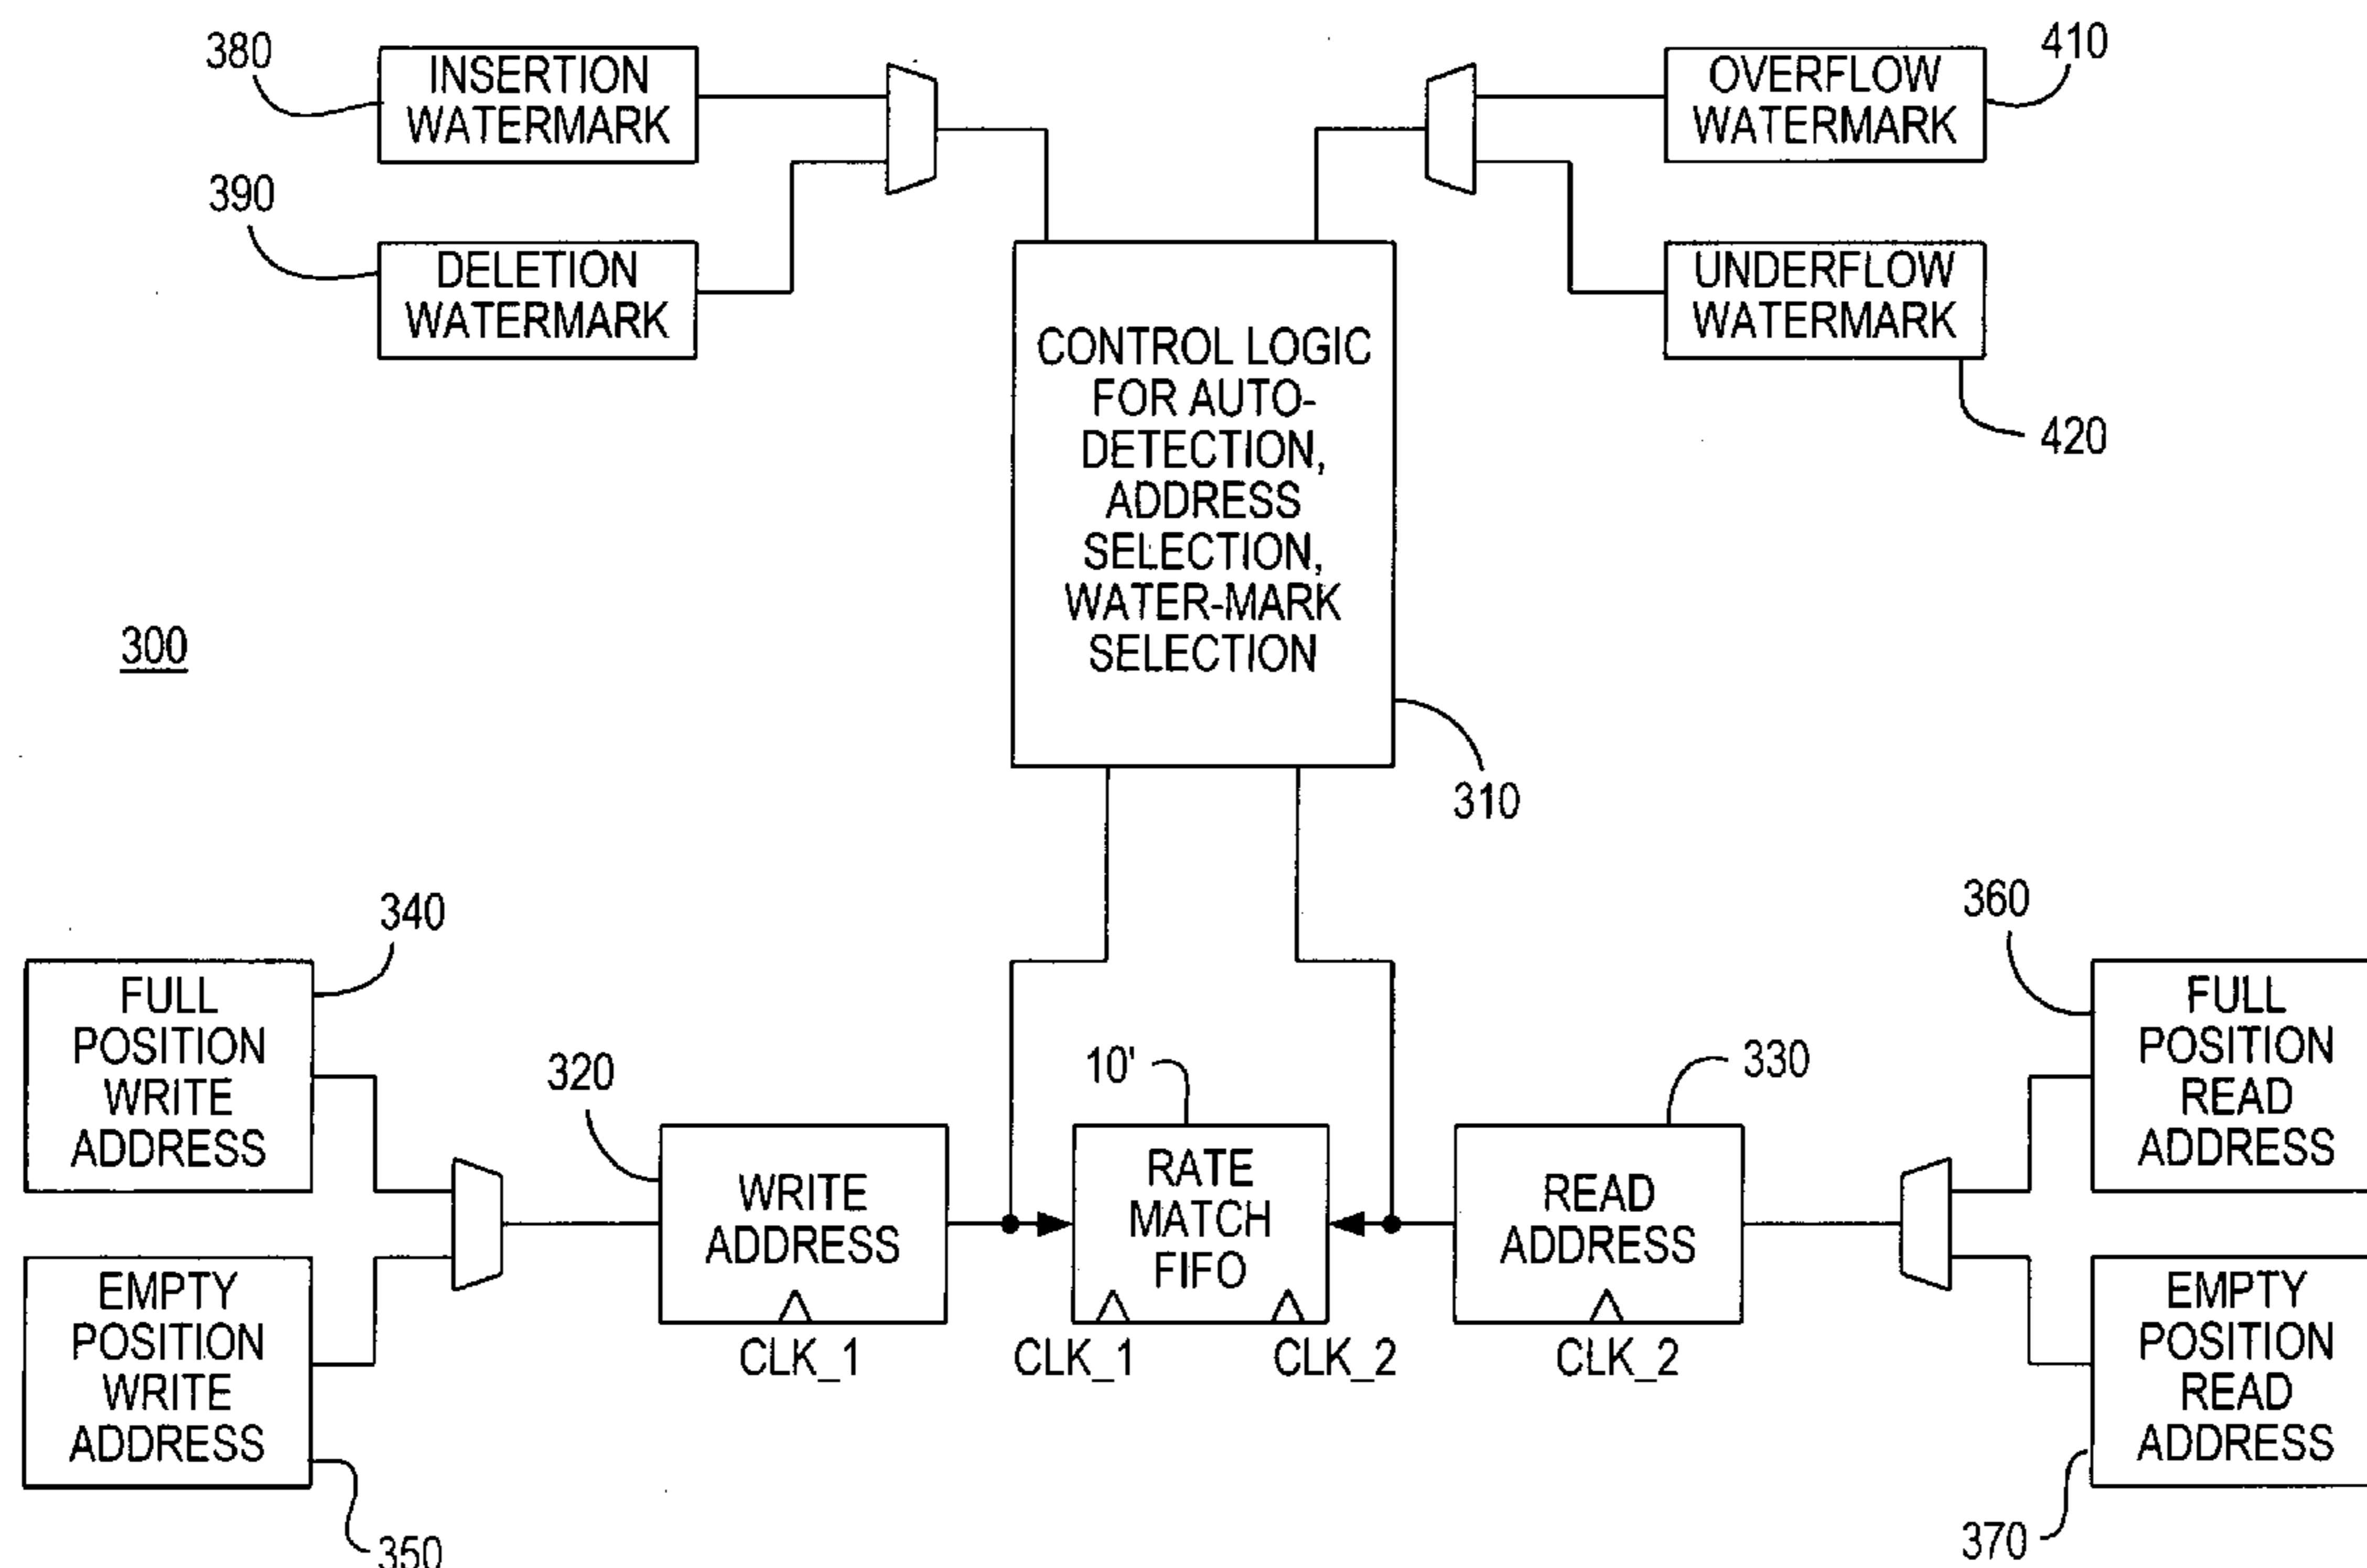 380
INSERTION
WATERMARK
390
DELETION
WATERMARK
OVERFLOW
WATERMARK
410
UNDERFLOW
WATERMARK
420
CONTROL LOGIC
FOR AUTO-
DETECTION,
ADDRESS
SELECTION,
WATER-MARK
SELECTION
310
300
340
FULL
POSITION
WRITE
ADDRESS
EMPTY
POSITION
WRITE
ADDRESS
350
320
WRITE
ADDRESS
CLK_1
10'
RATE
MATCH
FIFO
CLK_1
CLK_2
330
READ
ADDRESS
CLK_2
360
FULL
POSITION
READ
ADDRESS
EMPTY
POSITION
READ
ADDRESS
370